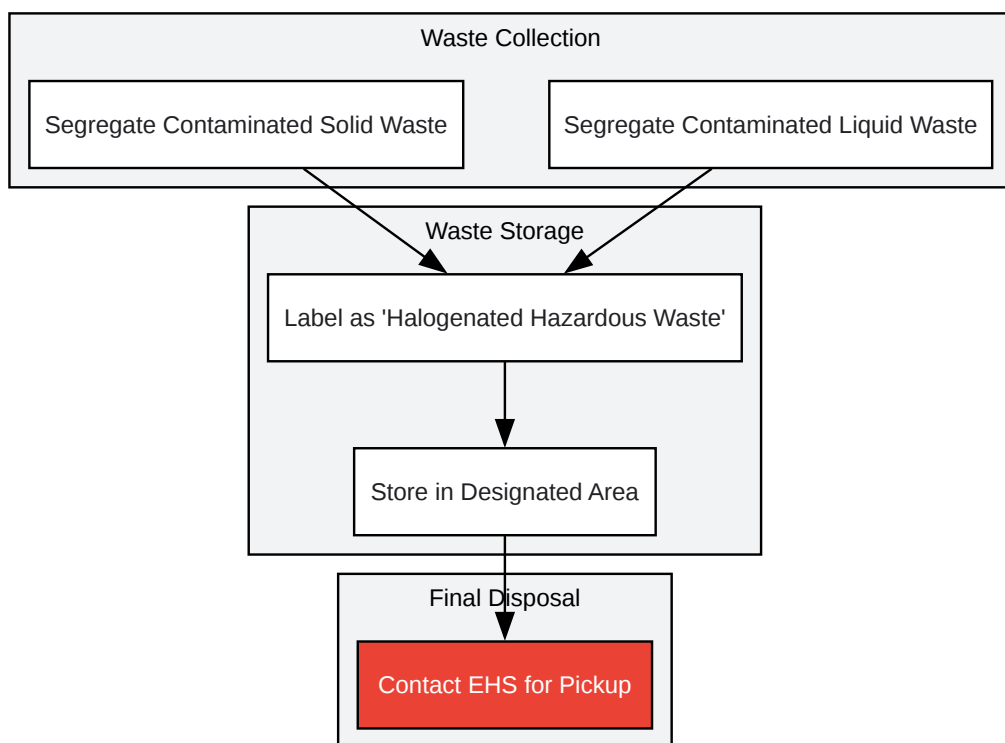 Waste Collection
Segregate Contaminated Solid Waste
Segregate Contaminated Liquid Waste
Waste Storage
Label as 'Halogenated Hazardous Waste'
Store in Designated Area
Final Disposal
Contact EHS for Pickup